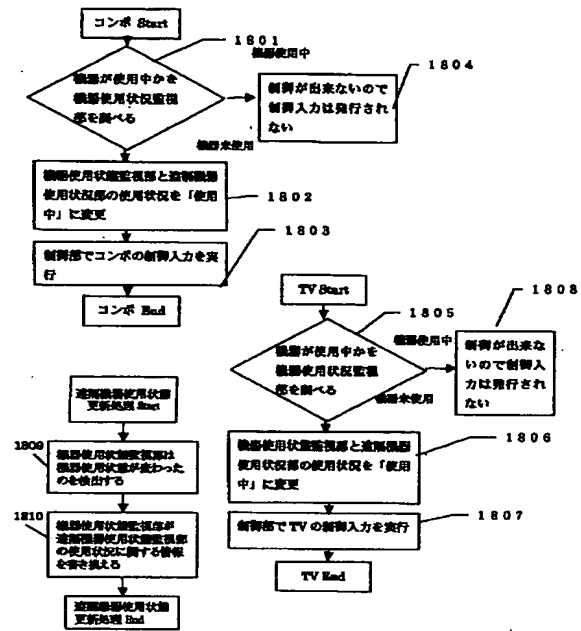 コンポ Start
1801
機器使用中
機器が使用中かを
機器使用状況監視
部を調べる
1804
制御が出来ないので
制御入力は発行され
ない
機器未使用
機器使用状態監視部と遠隔機器
使用状況部の使用状況を「使用
中」に変更
1802
1803
制御部でコンポの制御入力を実
行
コンポ End
TV Start
1805
機器使用中
機器が使用中かを
機器使用状況監視
部を調べる
1808
制御が出来な
いので制御入
力は発行され
ない
機器未使用
機器使用状態監視部と遠隔機器
使用状況部の使用状況を「使用
中」に変更
1806
制御部で TV の制御入力を実行
1807
TV End
遠隔機器使用状態
更新処理 Start
1809
機器使用状態監視部は
機器使用状態が変わった
のを検出する
1810
機器使用状態監視部が
遠隔機器使用状態監視部
の使用状況に関する情報
を書き換える
遠隔機器使用状態
更新処理 End